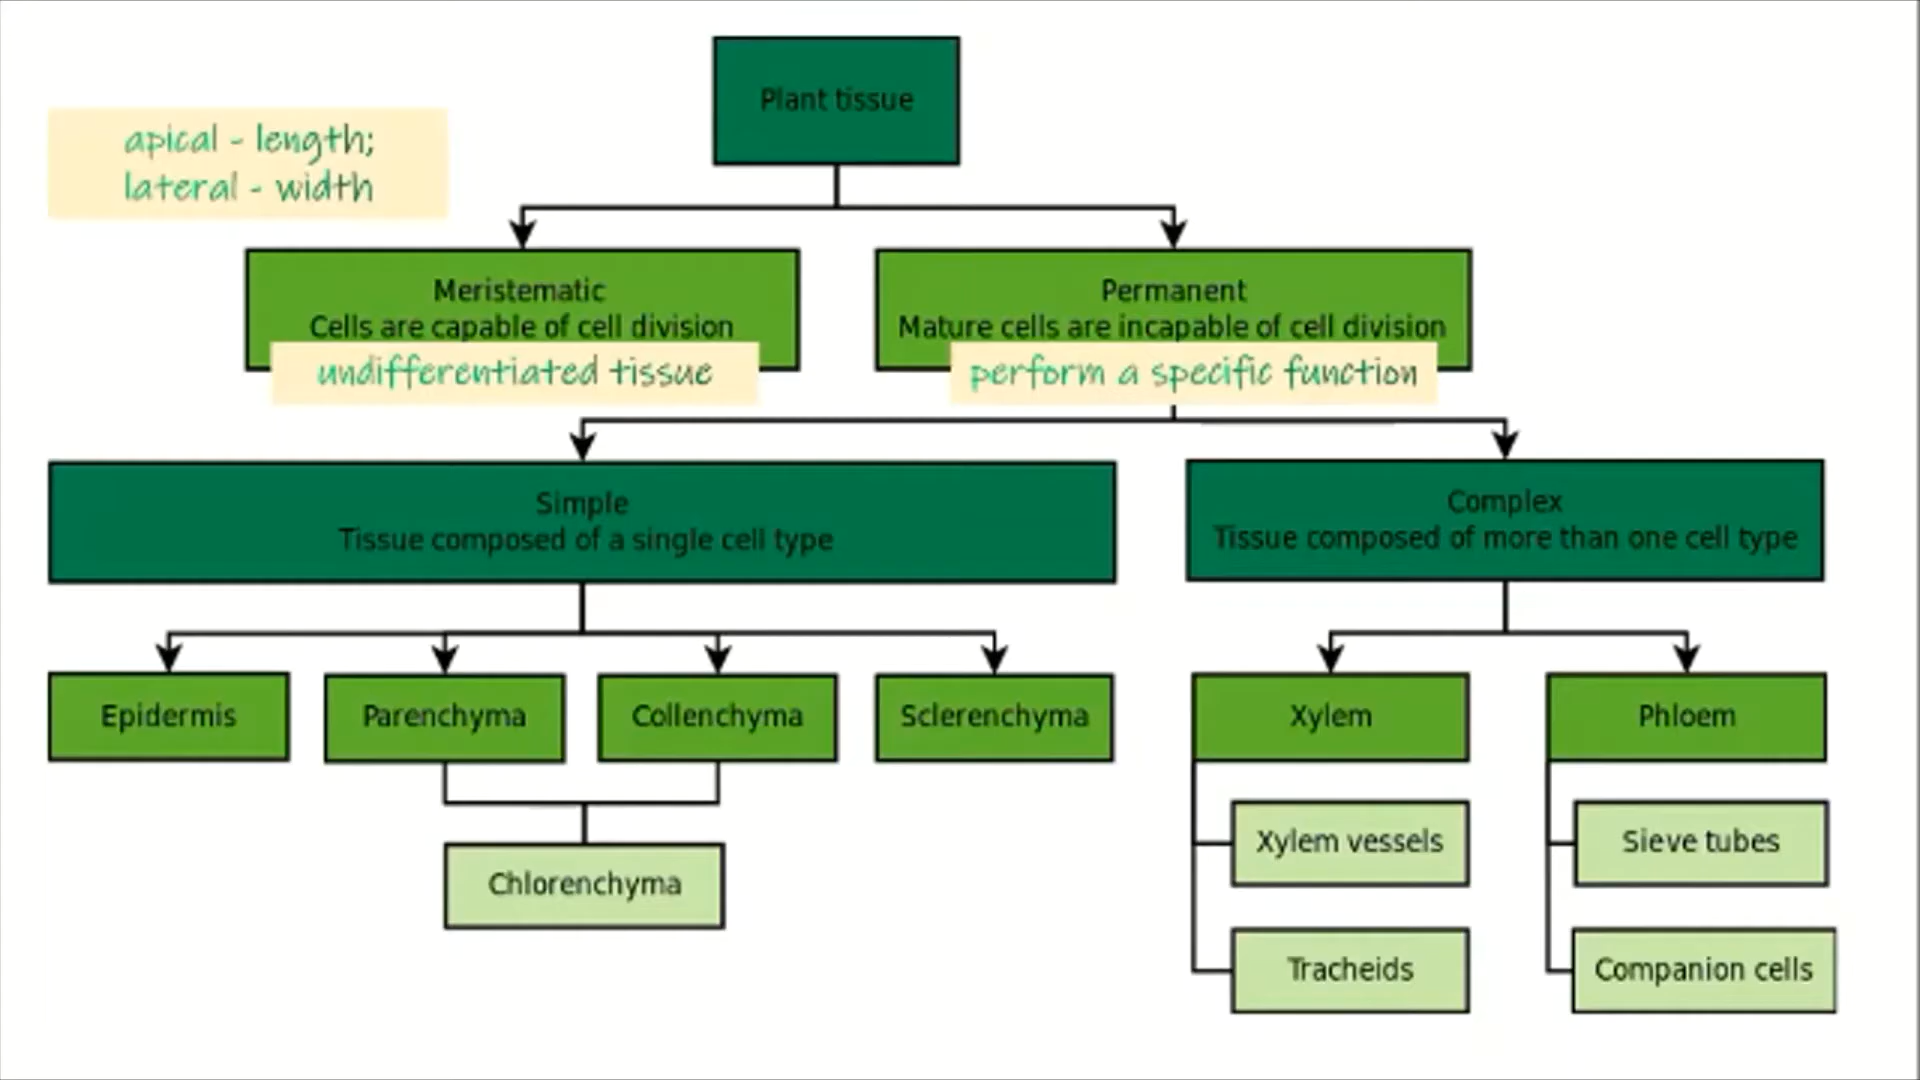 Plant tissue
apical - length;
lateral - width
Meristematic
Cells are capable of cell division
undifferentiated tissue
Permanent
Mature cells are incapable of cell division
perform a specific function
Simple
Tissue composed of a single cell type
Complex
Tissue composed of more than one cell type
Epidermis
Parenchyma
Collenchyma
Sclerenchyma
Xylem
Phloem
Chlorenchyma
Xylem vessels
Sieve tubes
Tracheids
Companion cells